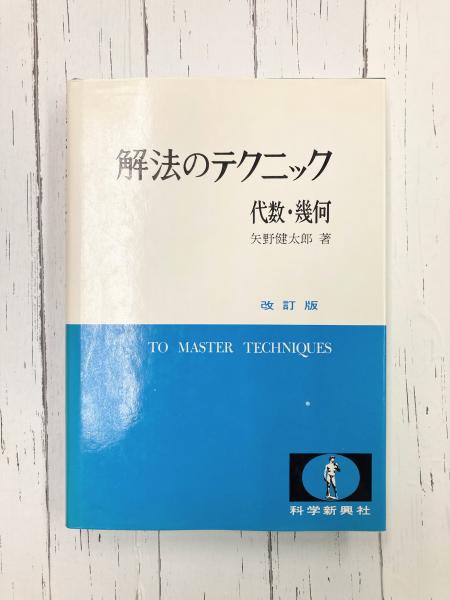 解法のテクニック
代数・幾何
矢野健太郎 著
改訂版
TO MASTER TECHNIQUES
科学新興社